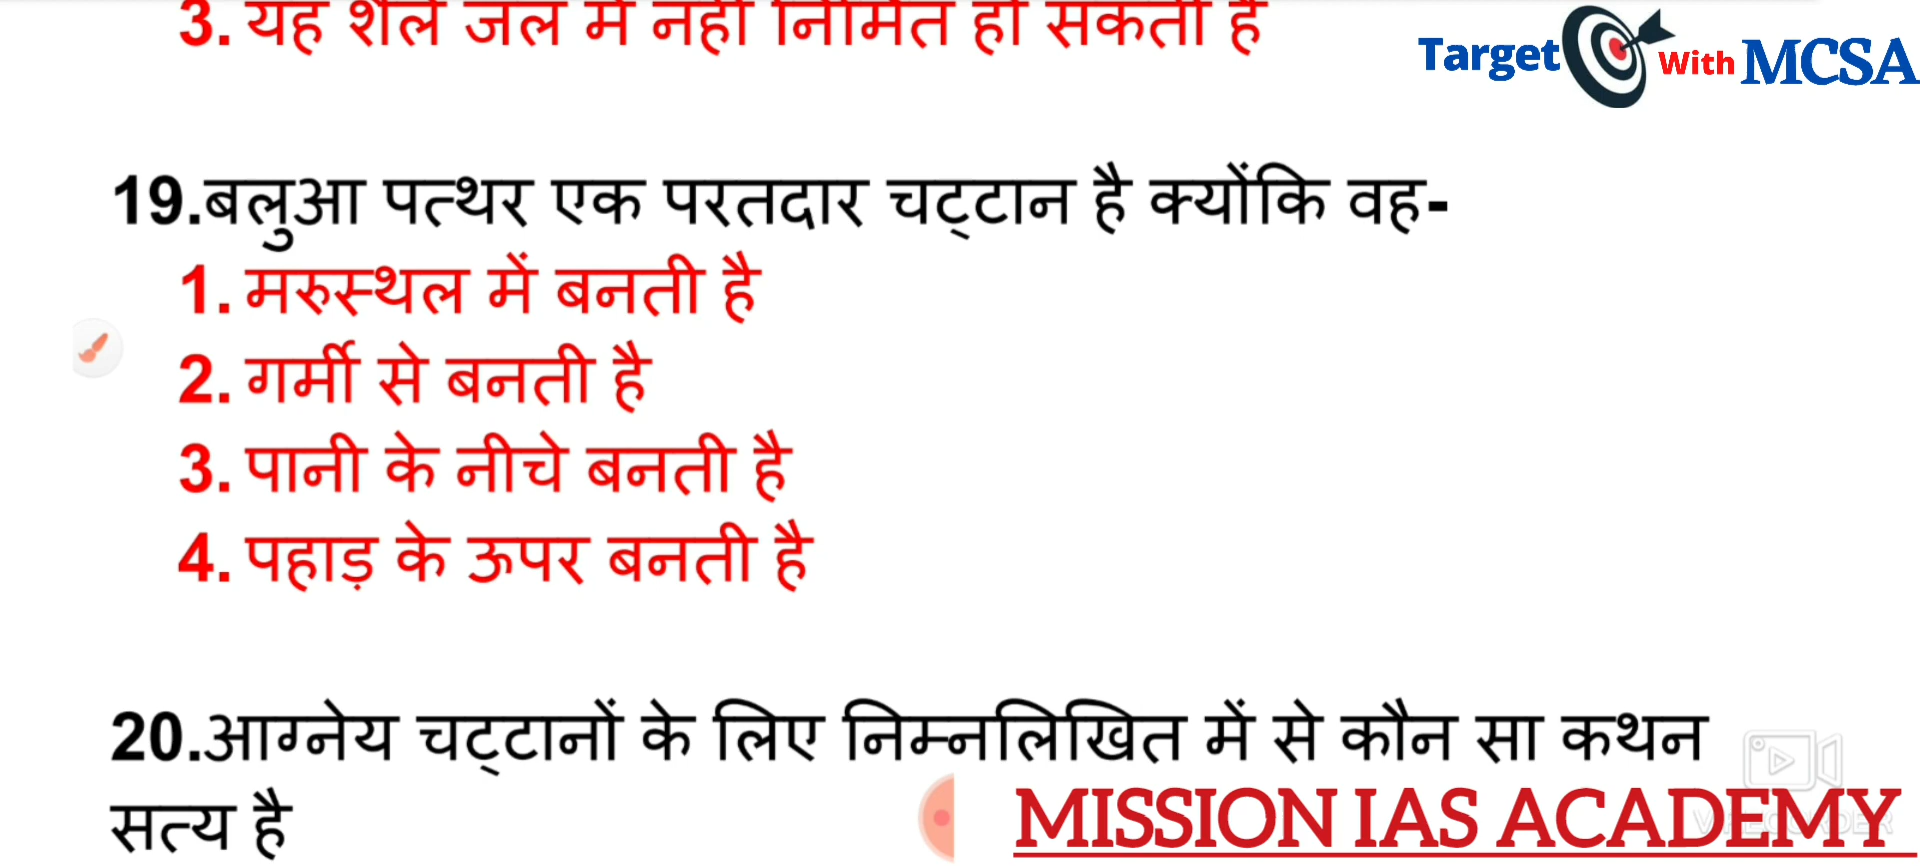 3. यह शैल जल में नहीं निर्मित हो सकती है
Target With MCSA
19.बलुआ पत्थर एक परतदार चट्टान है क्योंकि वह-
1. मरुस्थल में बनती है
2. गर्मी से बनती है
3. पानी के नीचे बनती है
4. पहाड़ के ऊपर बनती है
20.आग्नेय चट्टानों के लिए निम्नलिखित में से कौन सा कथन
सत्य है
MISSION IAS ACADEMY